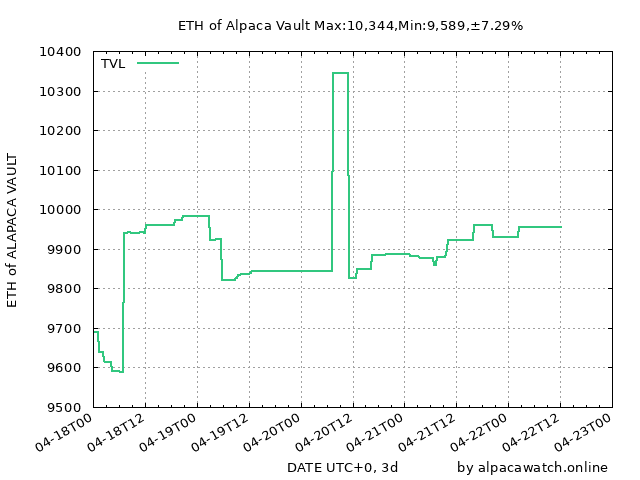 ETH of Alpaca Vault Max:10,344,Min:9,589,±7.29%
TVL
10400
10300
10200
10100
10000
9900
9800
9700
9600
9500
ETH of ALAPACA VAULT
04-18T00
04-18T12
04-19T00
04-19T12
04-20T00
04-20T12
04-21T00
04-21T12
04-22T00
04-22T12
04-23T00
DATE UTC+0, 3d
by alpacawatch.online